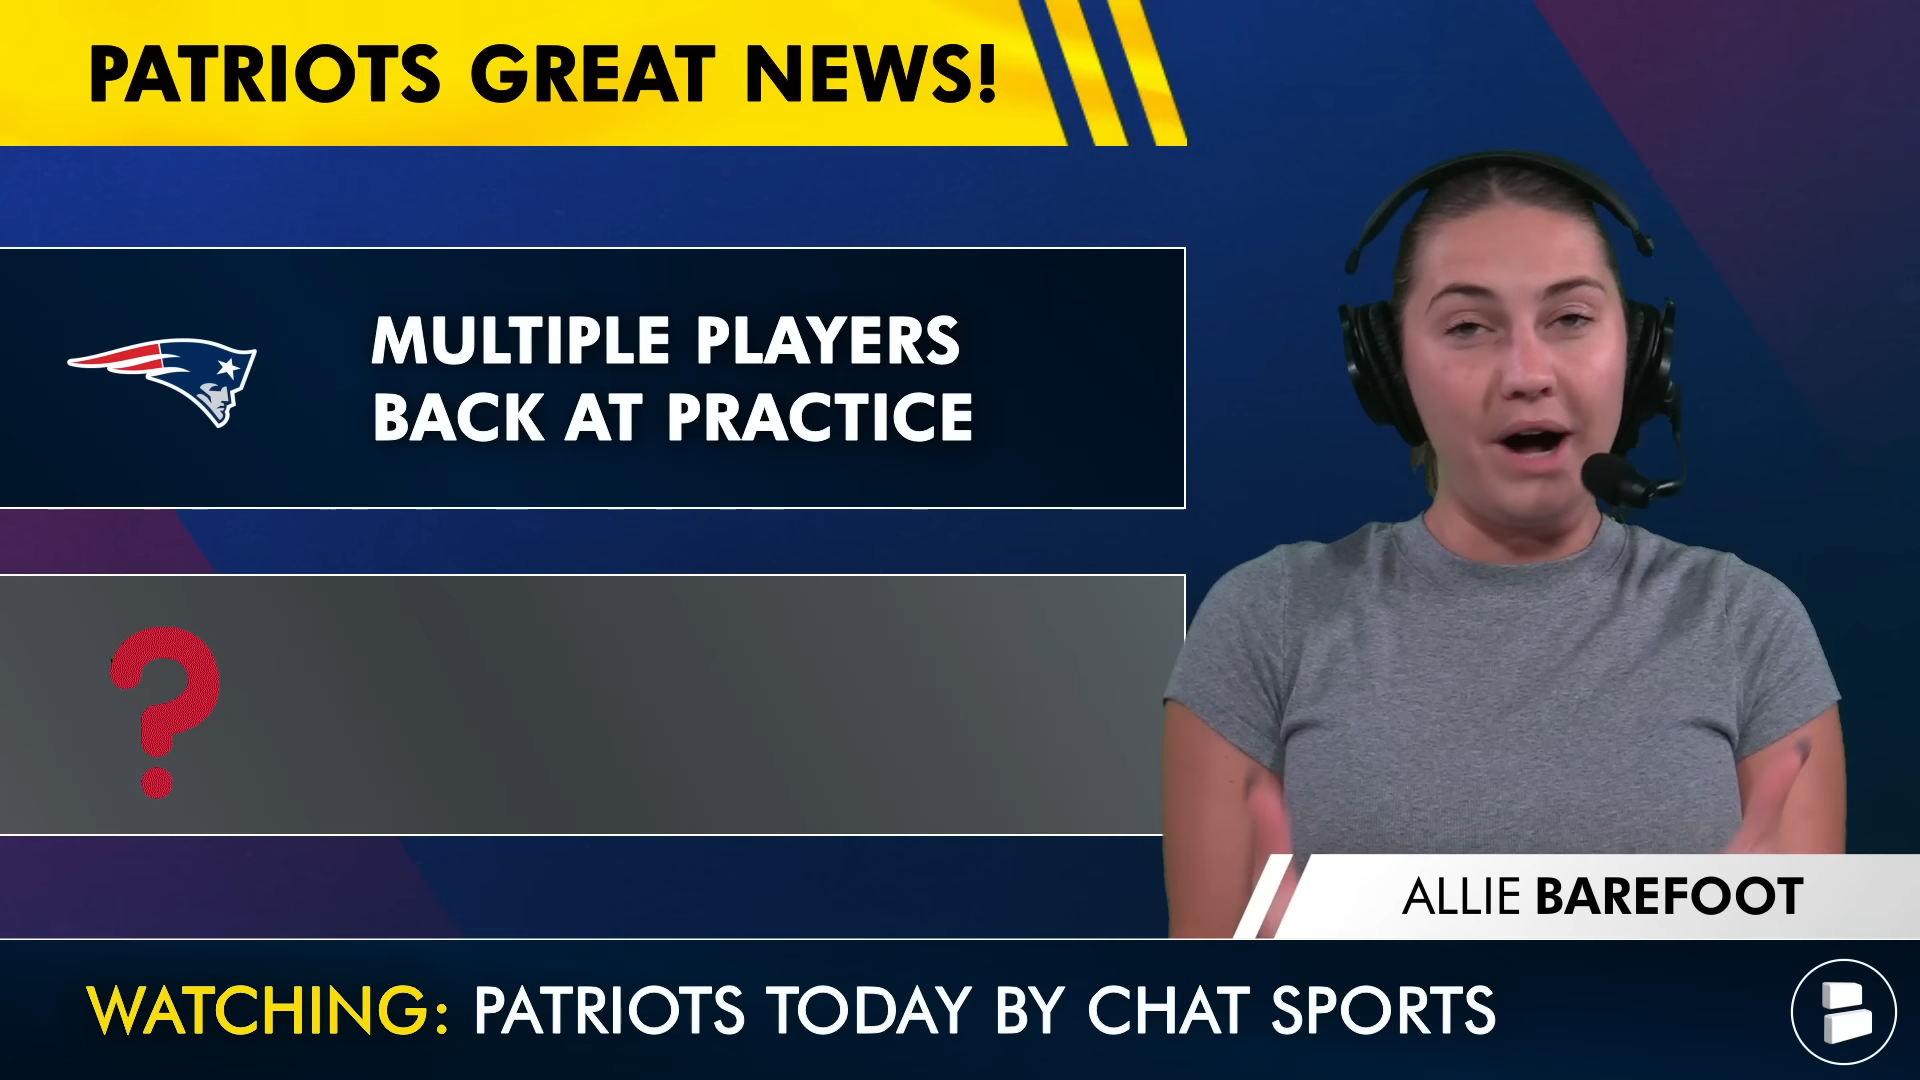 PATRIOTS GREAT NEWS!
MULTIPLE PLAYERS
BACK AT PRACTICE
?
ALLIE BAREFOOT
WATCHING: PATRIOTS TODAY BY CHAT SPORTS